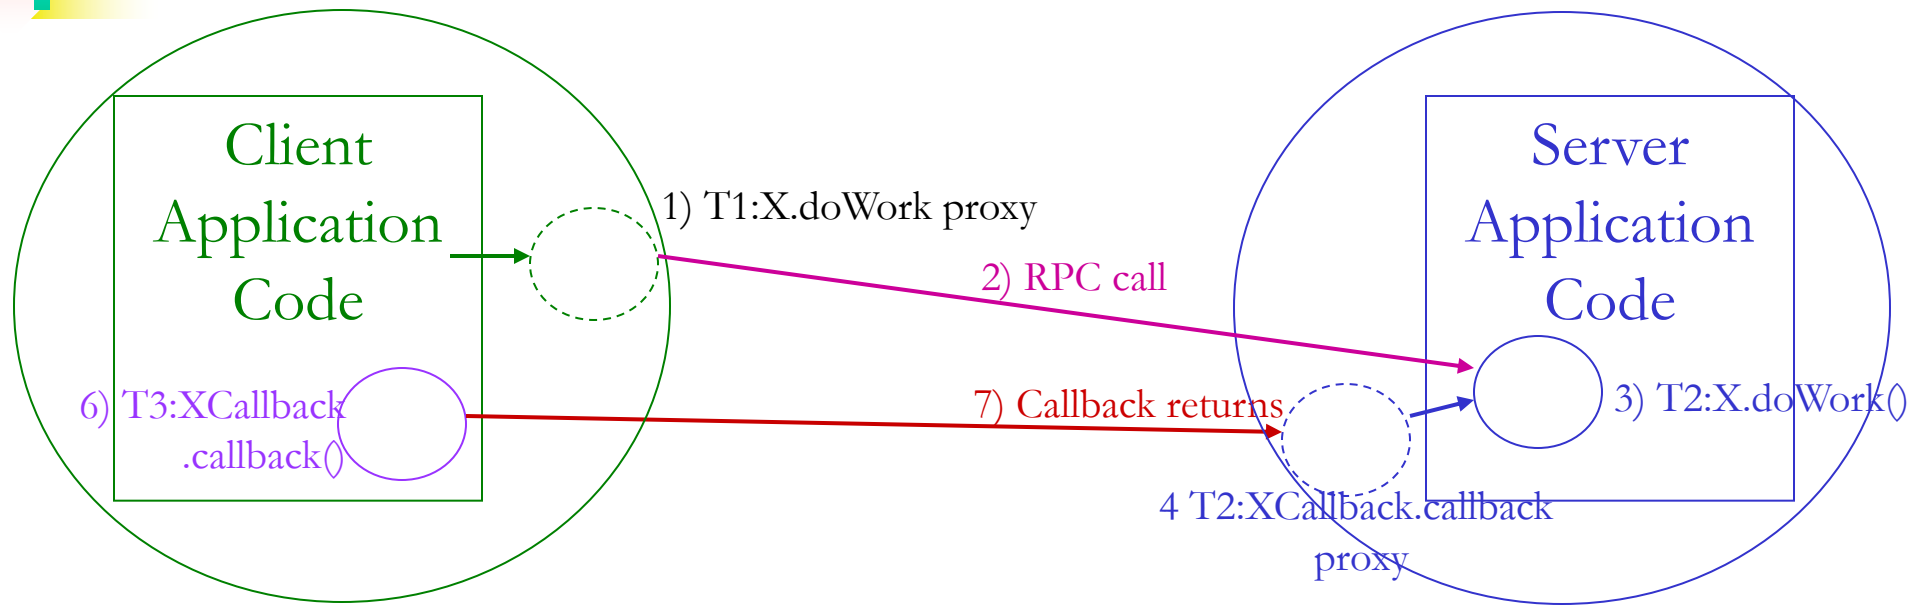 Client
Application
Code
Server
Application
Code
1) T1:X.doWork proxy
2) RPC call
3) T2:X.doWork()
6) T3:XCallback
.callback()
7) Callback returns
4 T2:XCallback.callback
proxy